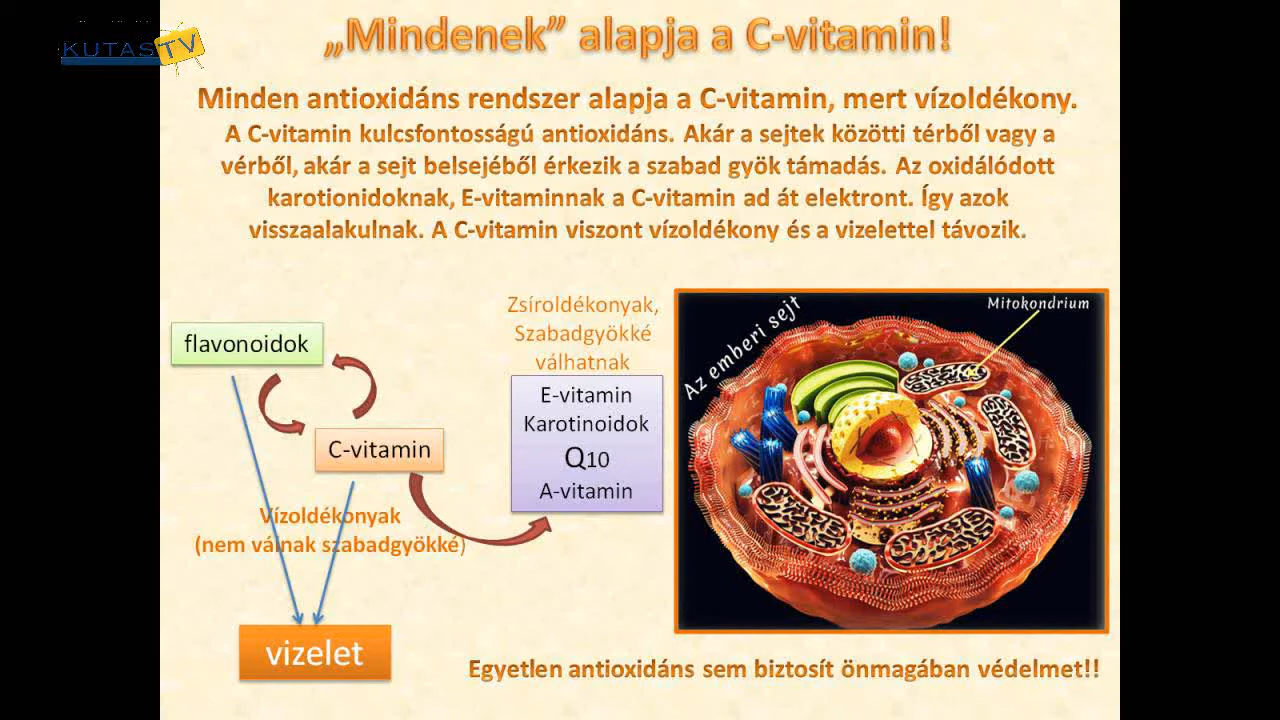 KUTAS TV
„Mindenek” alapja a C-vitamin!
Minden antioxidáns rendszer alapja a C-vitamin, mert vízoldékony.
A C-vitamin kulcsfontosságú antioxidáns. Akár a sejtek közötti térből vagy a
vérből, akár a sejt belsejéből érkezik a szabad gyök támadás. Az oxidálódott
karotionidoknak, E-vitaminnak a C-vitamin ad át elektront. Így azok
visszaalakulnak. A C-vitamin viszont vízoldékony és a vizelettel távozik.
flavonoidok
C-vitamin
Vízoldékonyak
(nem válnak szabadgyökké)
vizelet
Zsíroldékonyak,
Szabadgyökké
válhatnak
E-vitamin
Karotinoidok
Q10
A-vitamin
Az emberi sejt
Mitokondrium
Egyetlen antioxidáns sem biztosít önmagában védelmet!!